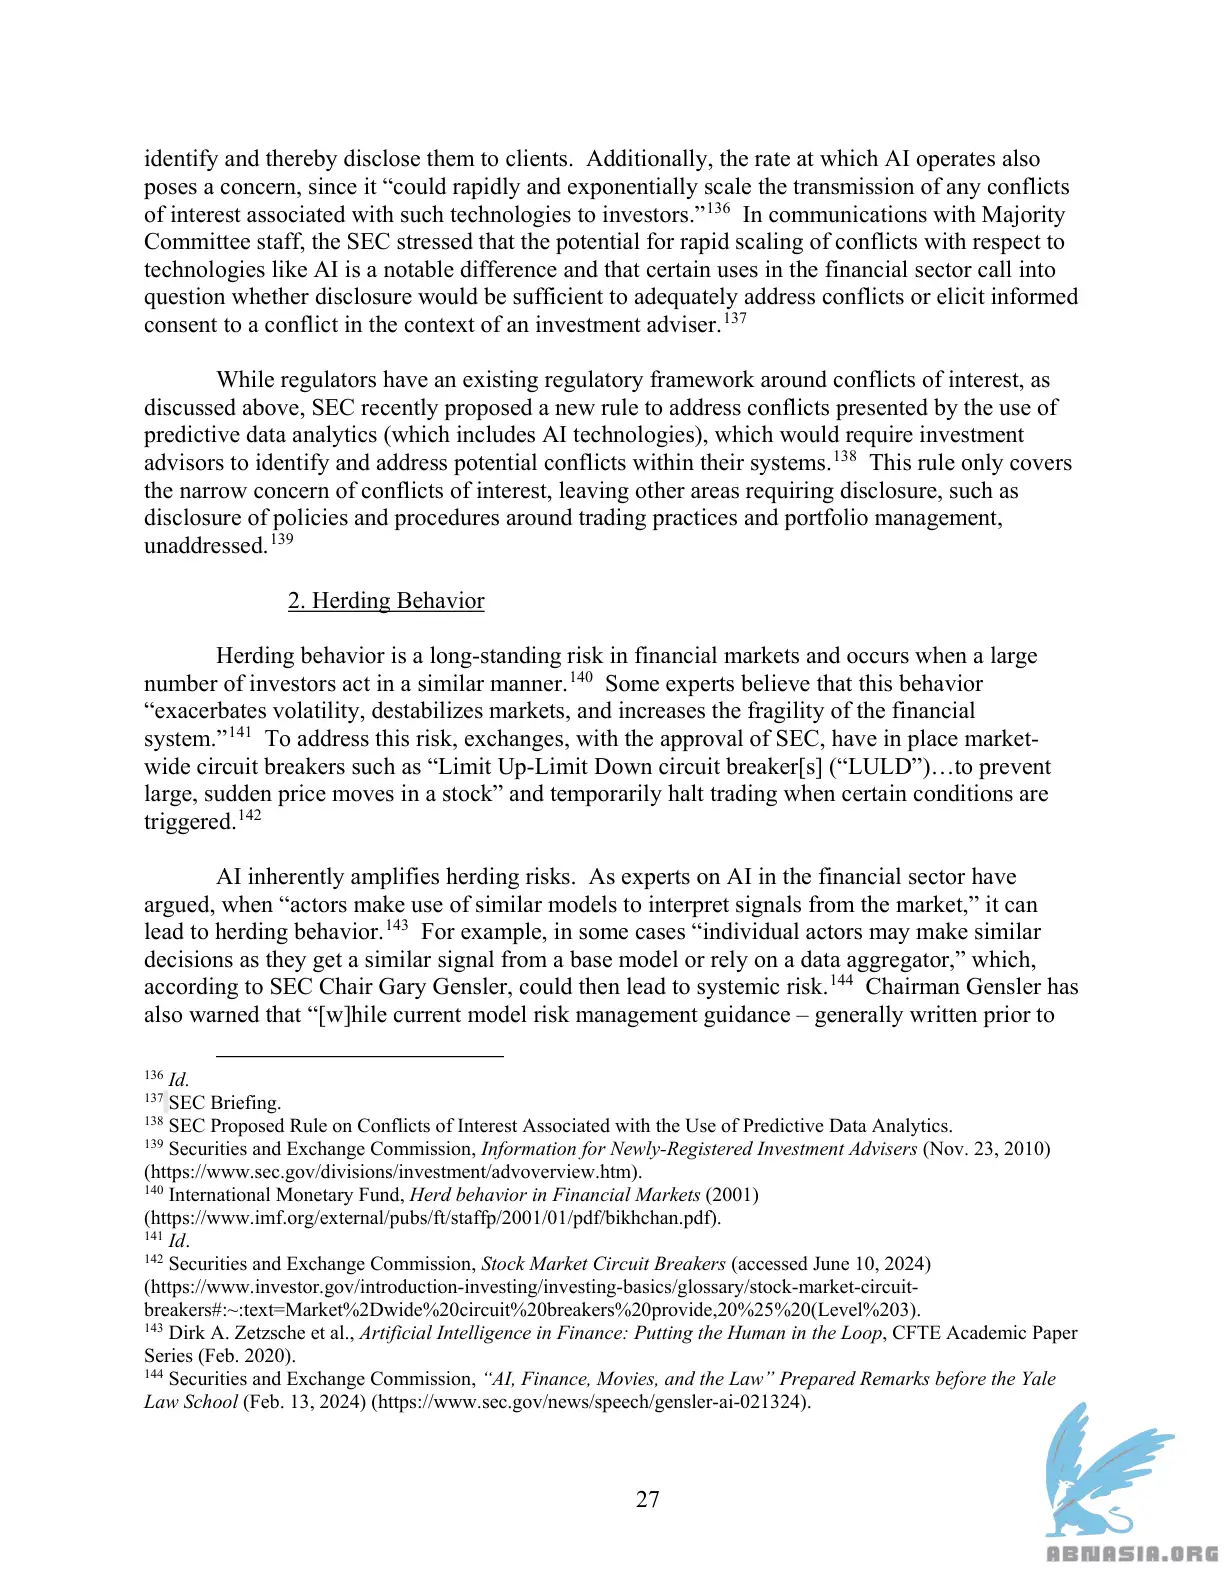 identify and thereby disclose them to clients.  Additionally, the rate at which AI operates also
poses a concern, since it “could rapidly and exponentially scale the transmission of any conflicts
of interest associated with such technologies to investors.”136  In communications with Majority
Committee staff, the SEC stressed that the potential for rapid scaling of conflicts with respect to
technologies like AI is a notable difference and that certain uses in the financial sector call into
question whether disclosure would be sufficient to adequately address conflicts or elicit informed
consent to a conflict in the context of an investment adviser.137
While regulators have an existing regulatory framework around conflicts of interest, as
discussed above, SEC recently proposed a new rule to address conflicts presented by the use of
predictive data analytics (which includes AI technologies), which would require investment
advisors to identify and address potential conflicts within their systems.138  This rule only covers
the narrow concern of conflicts of interest, leaving other areas requiring disclosure, such as
disclosure of policies and procedures around trading practices and portfolio management,
unaddressed.139
2. Herding Behavior
Herding behavior is a long-standing risk in financial markets and occurs when a large
number of investors act in a similar manner.140  Some experts believe that this behavior
“exacerbates volatility, destabilizes markets, and increases the fragility of the financial
system.”141  To address this risk, exchanges, with the approval of SEC, have in place market-
wide circuit breakers such as “Limit Up-Limit Down circuit breaker[s] (“LULD”)…to prevent
large, sudden price moves in a stock” and temporarily halt trading when certain conditions are
triggered.142
AI inherently amplifies herding risks.  As experts on AI in the financial sector have
argued, when “actors make use of similar models to interpret signals from the market,” it can
lead to herding behavior.143  For example, in some cases “individual actors may make similar
decisions as they get a similar signal from a base model or rely on a data aggregator,” which,
according to SEC Chair Gary Gensler, could then lead to systemic risk.144  Chairman Gensler has
also warned that “[w]hile current model risk management guidance – generally written prior to
136 Id.
137 SEC Briefing.
138 SEC Proposed Rule on Conflicts of Interest Associated with the Use of Predictive Data Analytics.
139 Securities and Exchange Commission, Information for Newly-Registered Investment Advisers (Nov. 23, 2010)
(https://www.sec.gov/divisions/investment/advoverview.htm).
140 International Monetary Fund, Herd behavior in Financial Markets (2001)
(https://www.imf.org/external/pubs/ft/staffp/2001/01/pdf/bikhchan.pdf).
141 Id.
142 Securities and Exchange Commission, Stock Market Circuit Breakers (accessed June 10, 2024)
(https://www.investor.gov/introduction-investing/investing-basics/glossary/stock-market-circuit-
breakers#:~:text=Market%2Dwide%20circuit%20breakers%20provide,20%25%20(Level%203).
143 Dirk A. Zetzsche et al., Artificial Intelligence in Finance: Putting the Human in the Loop, CFTE Academic Paper
Series (Feb. 2020).
144 Securities and Exchange Commission, “AI, Finance, Movies, and the Law” Prepared Remarks before the Yale
Law School (Feb. 13, 2024) (https://www.sec.gov/news/speech/gensler-ai-021324).
27
ABNASIA.ORG